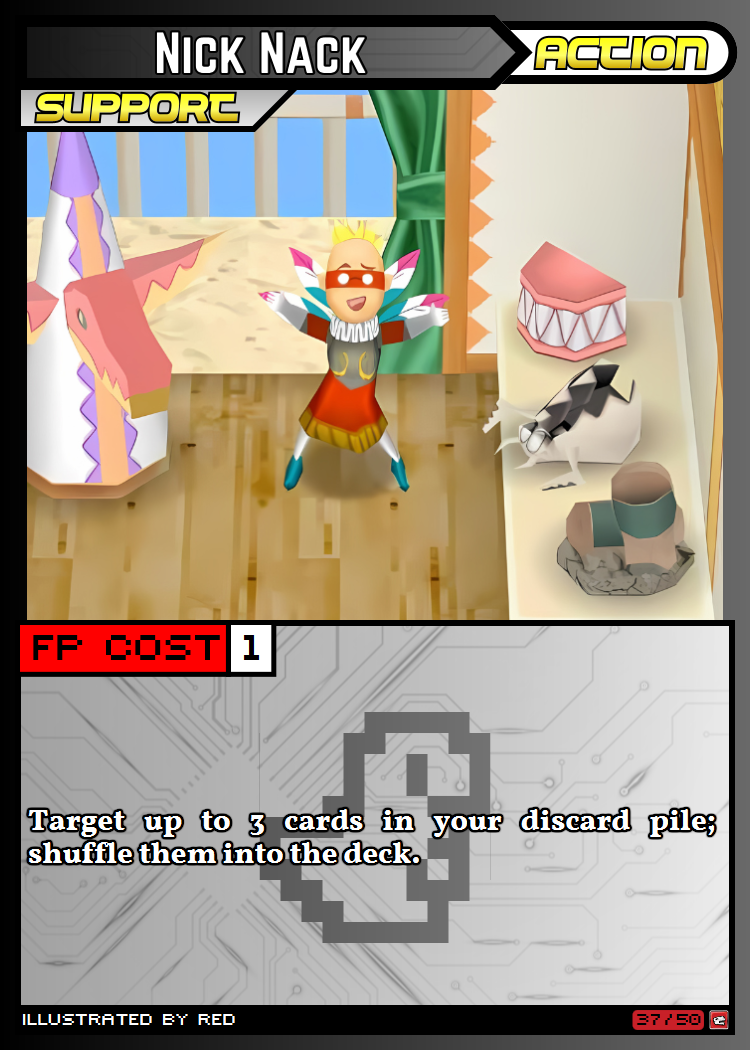 Nick Nack
ACTION
SUPPORT
FP COST 1
Target up to 3 cards in your discard pile;
shuffle them into the deck.
ILLUSTRATED BY RED
37/50